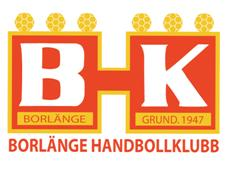 B K
BORLÄNGE GRUND. 1947
BORLÄNGE HANDBOLLKLUBB